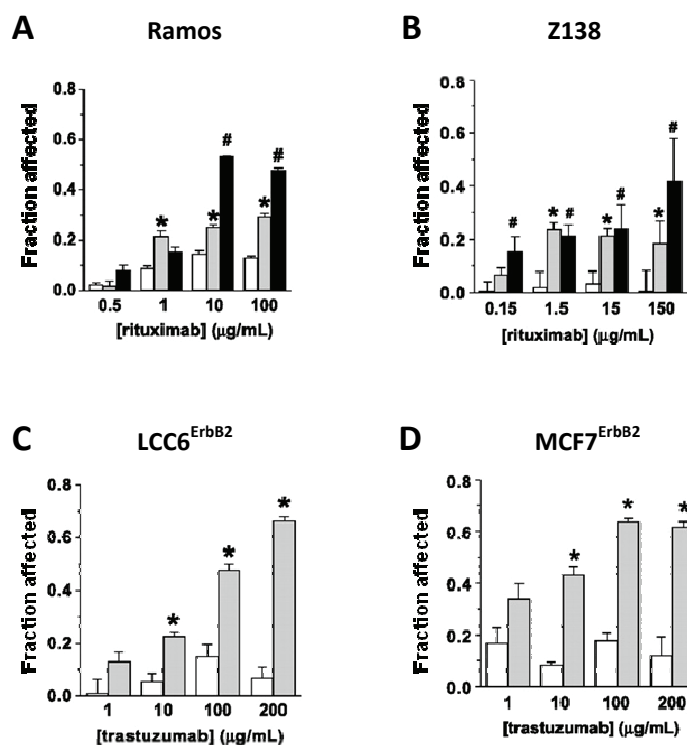 A Ramos
Fraction affected
0.8
0.6
0.4
0.2
0.0
* * # * #
0.5 1 10 100
[rituximab] (µg/mL)
B Z138
Fraction affected
0.8
0.6
0.4
0.2
0.0
# * # * # * #
0.15 1.5 15 150
[rituximab] (µg/mL)
C LCC6ErbB2
Fraction affected
0.8
0.6
0.4
0.2
0.0
* * *
1 10 100 200
[trastuzumab] (µg/mL)
D MCF7ErbB2
Fraction affected
0.8
0.6
0.4
0.2
0.0
* * *
1 10 100 200
[trastuzumab] (µg/mL)